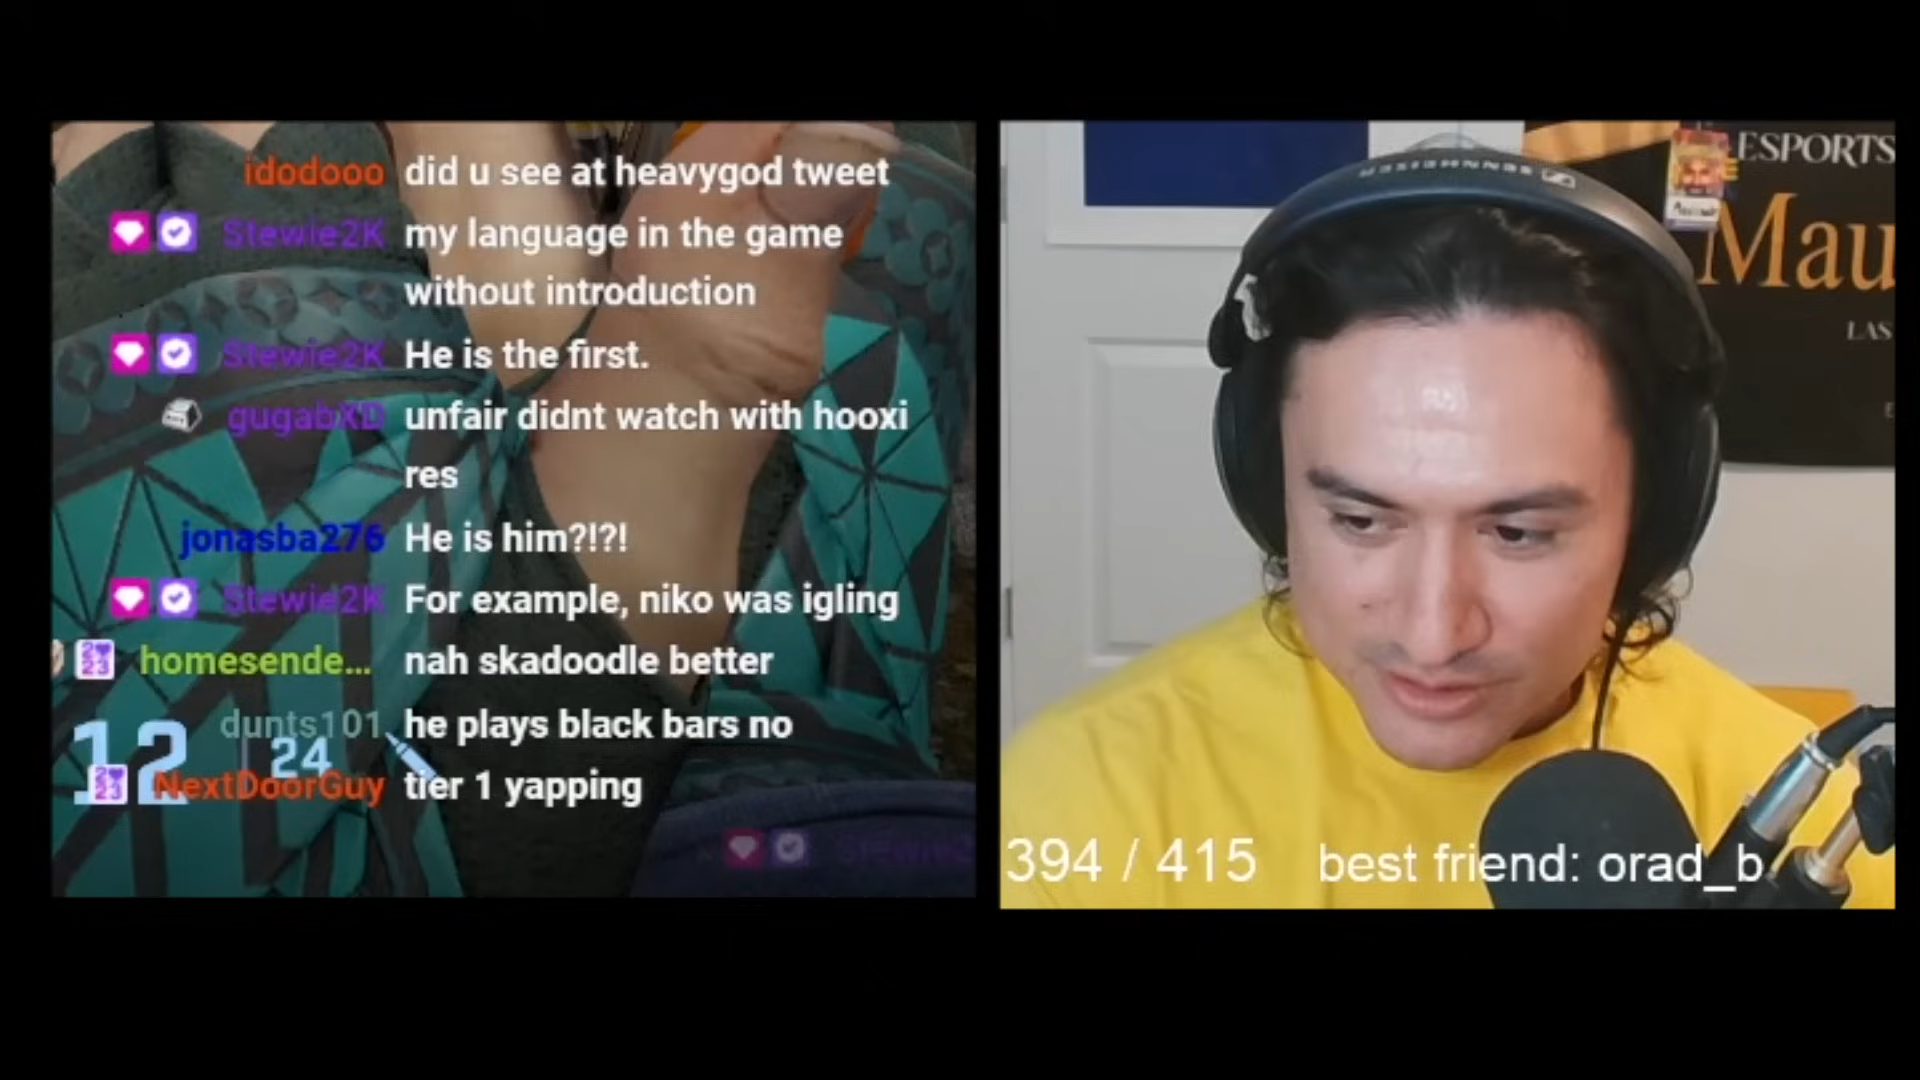 idodooo did u see at heavygod tweet
Stewie2K my language in the game
without introduction
Stewie2K He is the first.
gugabXD unfair didnt watch with hooxi
res
jonasba276 He is him?!?!
Stewie2K For example, niko was igling
homesende... nah skadoodle better
dunts101 he plays black bars no
12 | 24
NextDoorGuy tier 1 yapping
SENNHEISER
ESPORTS
Mau
LAS
394 / 415 best friend: orad_b